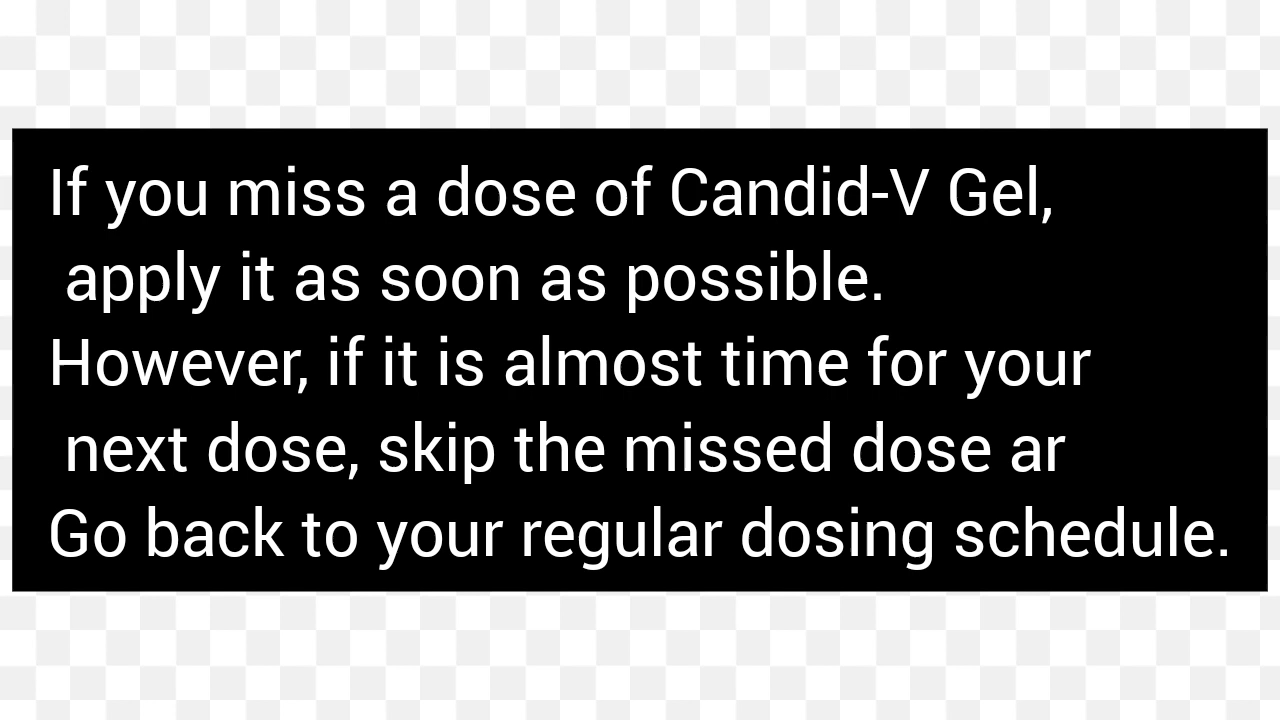 If you miss a dose of Candid-V Gel,
apply it as soon as possible.
However, if it is almost time for your
next dose, skip the missed dose ar
Go back to your regular dosing schedule.